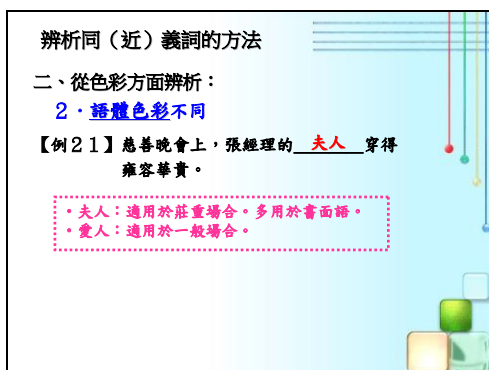 辨析同（近）義詞的方法
二、從色彩方面辨析：
２．語體色彩不同
【例２１】慈善晚會上，張經理的 夫人 穿得
雍容華貴。
・夫人：適用於莊重場合。多用於書面語。
・愛人：適用於一般場合。